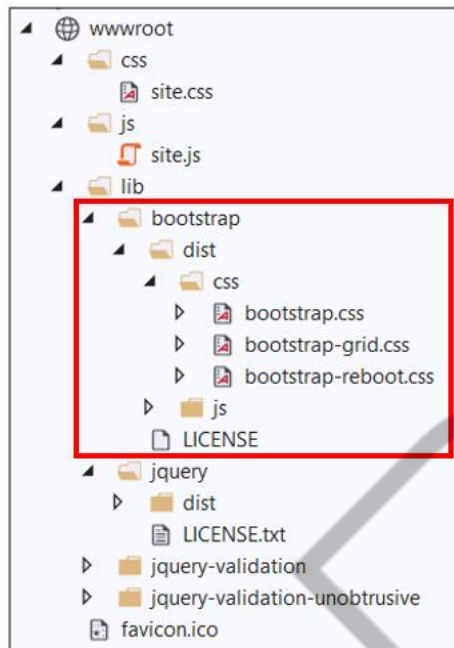 wwwroot
css
site.css
js
site.js
lib
bootstrap
dist
css
bootstrap.css
bootstrap-grid.css
bootstrap-reboot.css
js
LICENSE
jquery
dist
LICENSE.txt
jquery-validation
jquery-validation-unobtrusive
favicon.ico